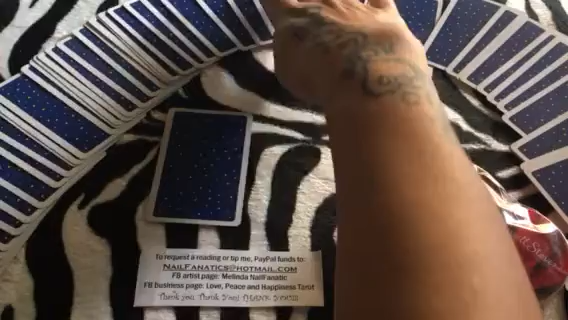 To request a reading or tip me, PayPal funds to:
NAILFANATICS@HOTMAIL.COM
FB artist page: Melinda NailFanatic
FB business page: Love, Peace and Happiness Tarot
Thank you Thank You! THANK YOU!!!